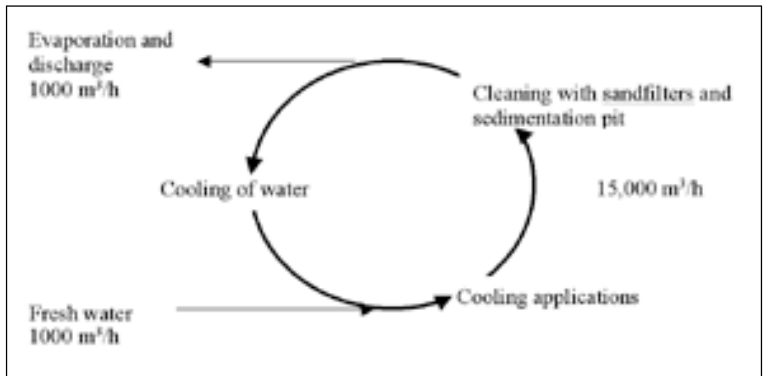 Evaporation and
discharge
1000 m³/h
Cleaning with sandfilters and
sedimentation pit
Cooling of water
15,000 m³/h
Cooling applications
Fresh water
1000 m³/h